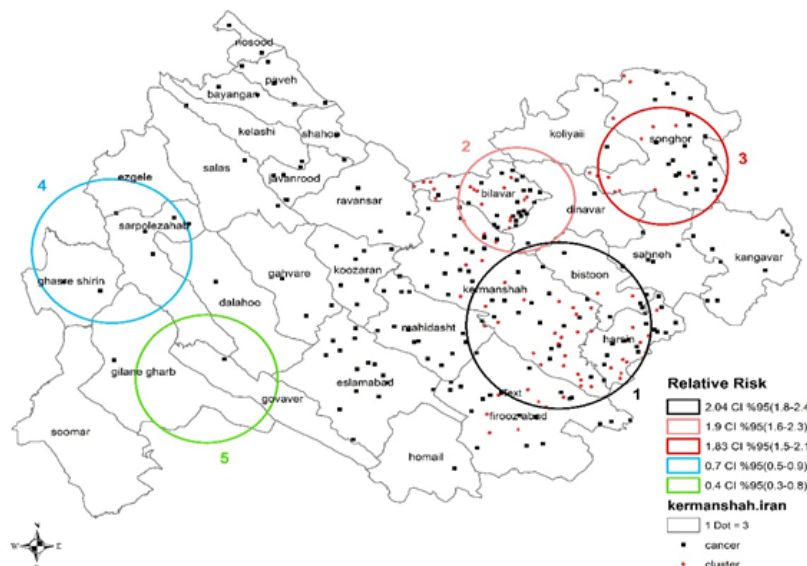 nosood
paveh
bayangan
kelashi
shahoo
koliyaii
songhor
2
3
4
ezgele
salas
javanrood
ravansar
bilavar
dinavar
sarpolezahab
ghasre shirin
gahvare
koozaran
kermanshah
bistoon
sahneh
kangavar
dalahoo
mahidasht
harsin
gilane gharb
eslamabad
Text
1
govaver
firooz abad
soomar
5
homail
Relative Risk
2.04 CI %95(1.8-2.4
1.9 CI %95(1.6-2.3)
1.83 CI %95(1.5-2.1
0.7 CI %95(0.5-0.9)
0.4 CI %95(0.3-0.8)
kermanshah.iran
1 Dot = 3
cancer
cluster
N
W
E